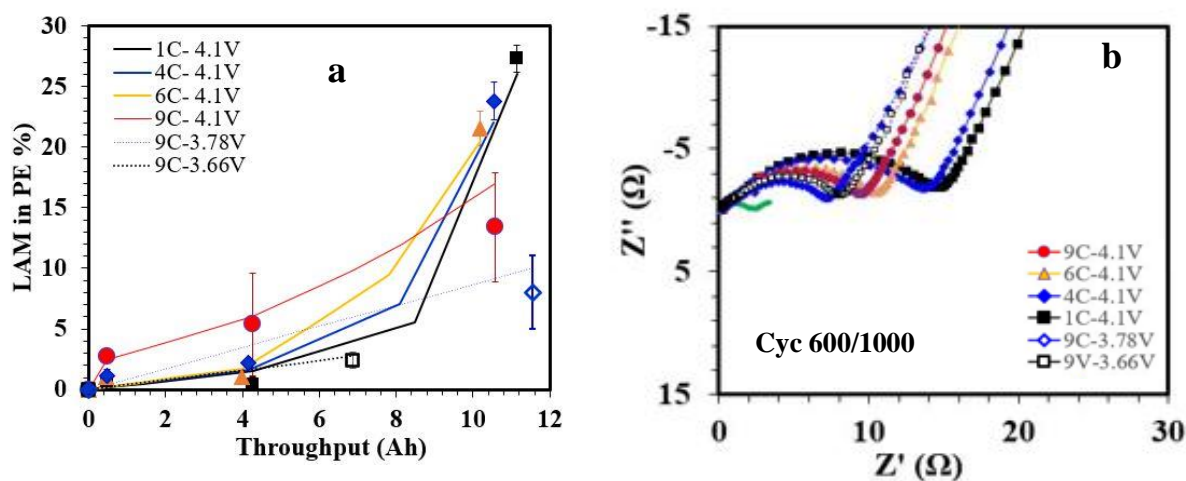 30
25
20
15
10
5
0
LAM in PE %)
1C- 4.1V
4C- 4.1V
6C- 4.1V
9C- 4.1V
9C-3.78V
9C-3.66V
a
0 2 4 6 8 10 12
Throughput (Ah)
-15
-5
5
15
Z'' (Ω)
b
9C-4.1V
6C-4.1V
4C-4.1V
1C-4.1V
9C-3.78V
9V-3.66V
Cyc 600/1000
0 10 20 30
Z' (Ω)